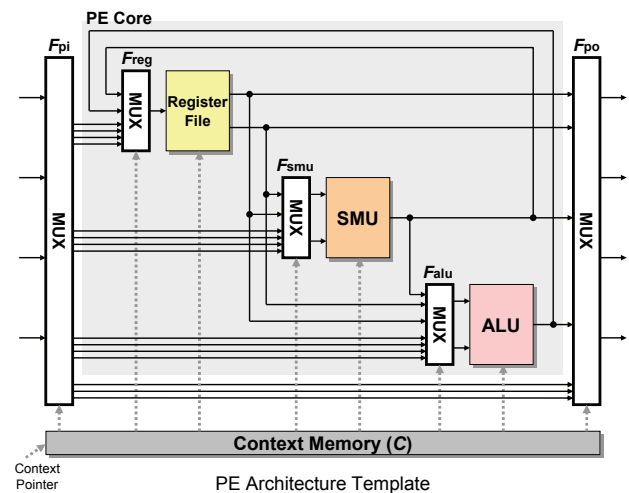 PE Core
Fpi
Fpo
Freg
MUX
Register
File
Fsmu
MUX
SMU
MUX
MUX
Falu
MUX
ALU
Context Memory (C)
Context
Pointer
PE Architecture Template